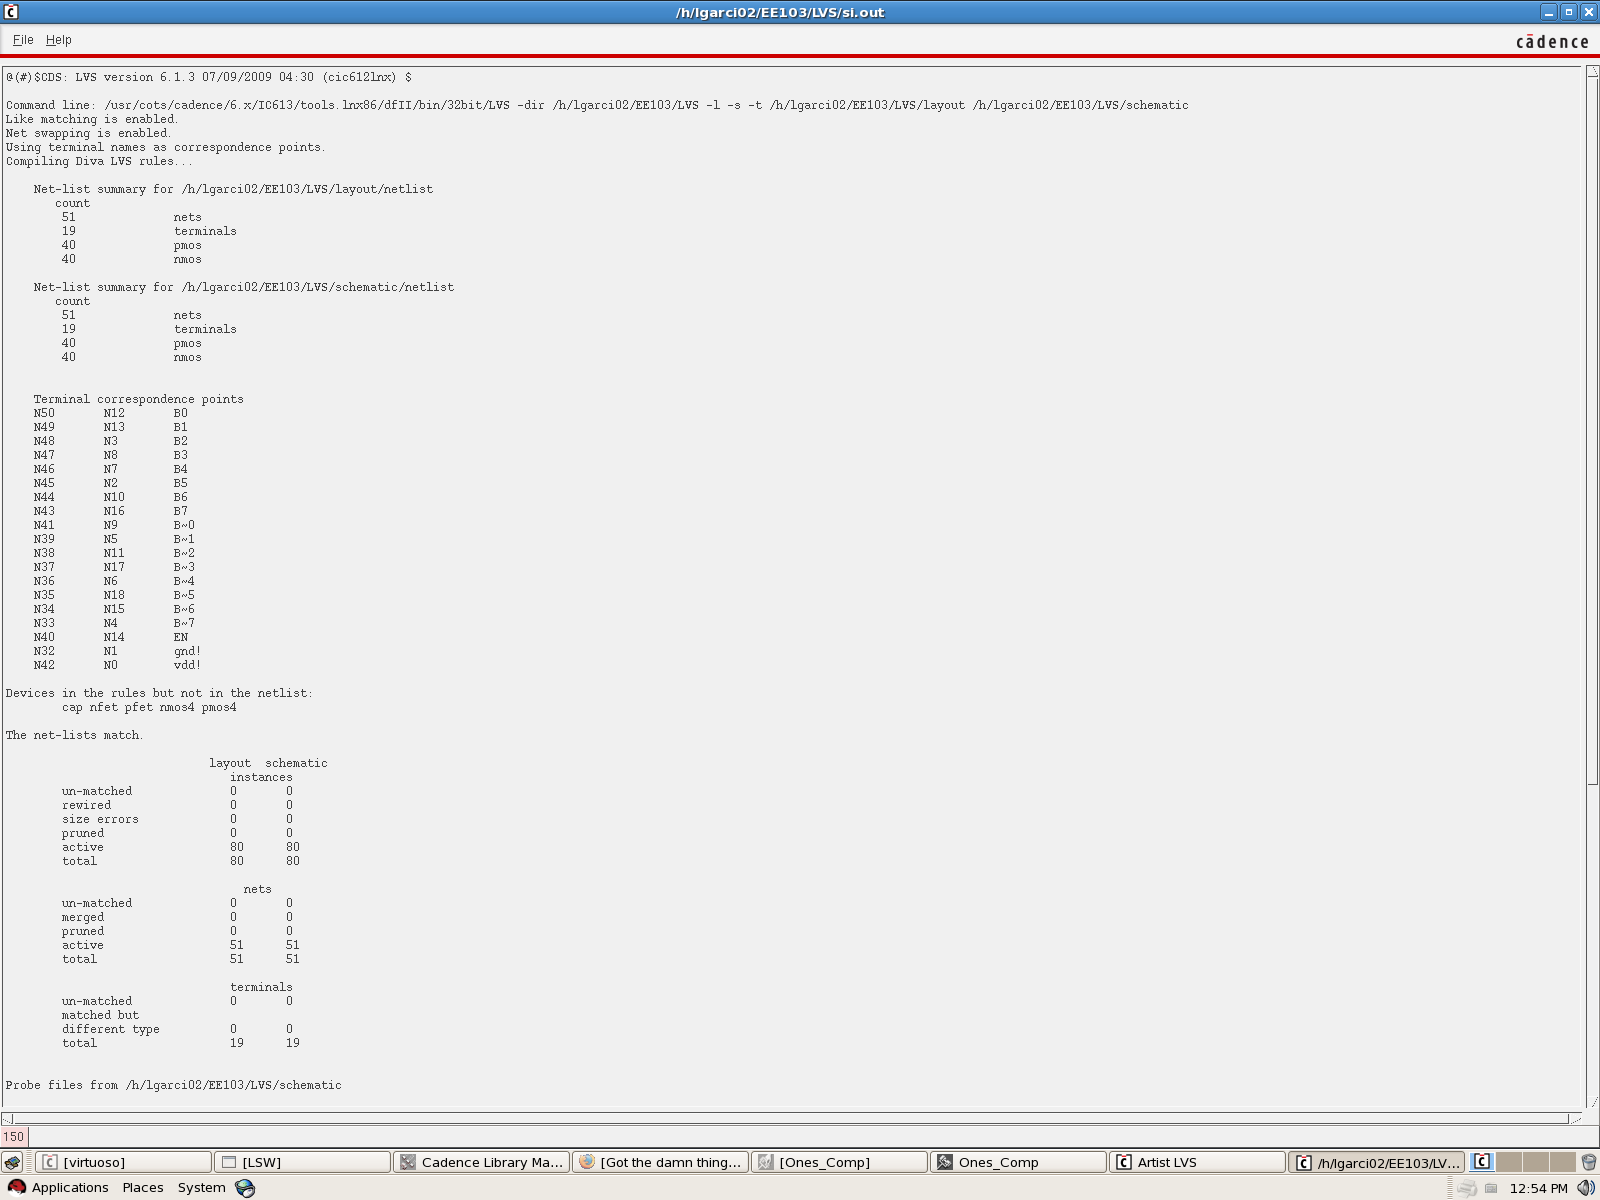 /h/lgarci02/EE103/LVS/si.out
File Help
cādence
@(#)$CDS: LVS version 6.1.3 07/09/2009 04:30 (cic612lnx) $
Command line: /usr/cots/cadence/6.x/IC613/tools.lnx86/dfII/bin/32bit/LVS -dir /h/lgarci02/EE103/LVS -l -s -t /h/lgarci02/EE103/LVS/layout /h/lgarci02/EE103/LVS/schematic
Like matching is enabled.
Net swapping is enabled.
Using terminal names as correspondence points.
Compiling Diva LVS rules...
Net-list summary for /h/lgarci02/EE103/LVS/layout/netlist
count
51 nets
19 terminals
40 pmos
40 nmos
Net-list summary for /h/lgarci02/EE103/LVS/schematic/netlist
count
51 nets
19 terminals
40 pmos
40 nmos
Terminal correspondence points
N50 N12 B0
N49 N13 B1
N48 N3 B2
N47 N8 B3
N46 N7 B4
N45 N2 B5
N44 N10 B6
N43 N16 B7
N41 N9 B~0
N39 N5 B~1
N38 N11 B~2
N37 N17 B~3
N36 N6 B~4
N35 N18 B~5
N34 N15 B~6
N33 N4 B~7
N40 N14 EN
N32 N1 gnd!
N42 N0 vdd!
Devices in the rules but not in the netlist:
cap nfet pfet nmos4 pmos4
The net-lists match.
layout schematic
instances
un-matched 0 0
rewired 0 0
size errors 0 0
pruned 0 0
active 80 80
total 80 80
nets
un-matched 0 0
merged 0 0
pruned 0 0
active 51 51
total 51 51
terminals
un-matched 0 0
matched but
different type 0 0
total 19 19
Probe files from /h/lgarci02/EE103/LVS/schematic
150
[virtuoso] [LSW] Cadence Library Ma... [Got the damn thing... [Ones_Comp] Ones_Comp Artist LVS /h/lgarci02/EE103/LV...
Applications Places System 12:54 PM